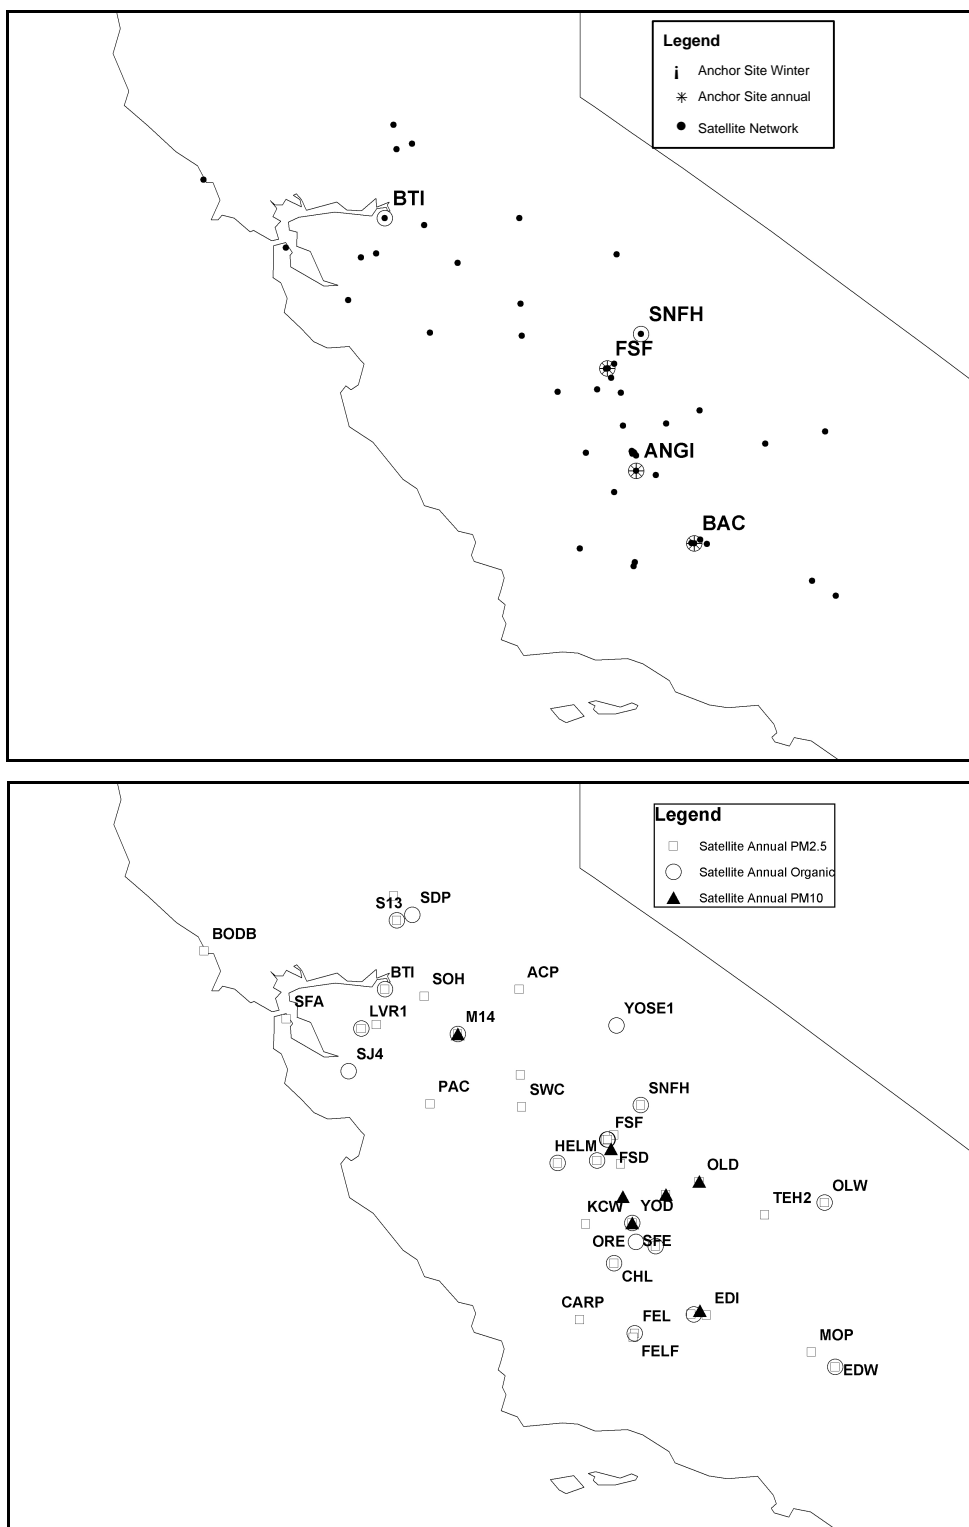 Legend
¡ Anchor Site Winter
Anchor Site annual
Satellite Network
BTI
SNFH
FSF
ANGI
BAC
Legend
Satellite Annual PM2.5
Satellite Annual Organic
Satellite Annual PM10
SDP
S13
BODB
BTI
SOH
ACP
SFA
LVR1
M14
YOSE1
SJ4
PAC
SWC
SNFH
FSF
HELM
FSD
OLD
OLW
TEH2
KCW
YOD
ORE
SFE
CHL
CARP
FEL
EDI
FELF
MOP
EDW